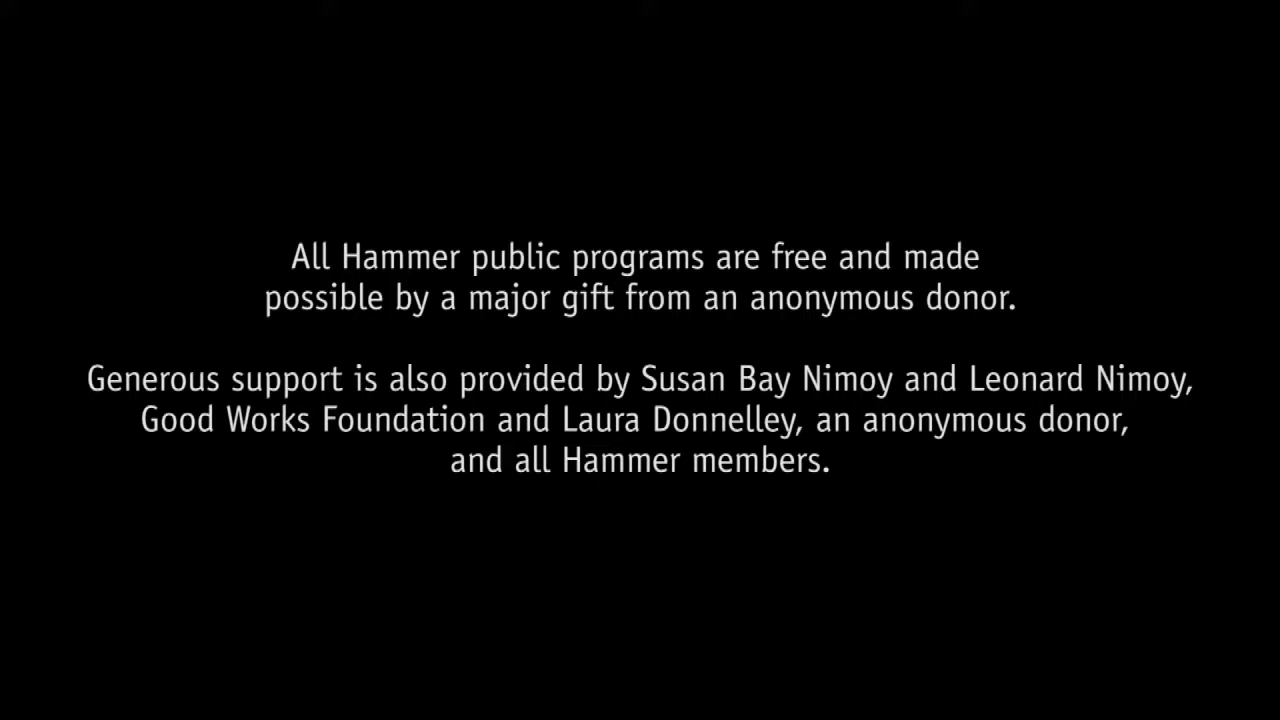 All Hammer public programs are free and made
possible by a major gift from an anonymous donor.
Generous support is also provided by Susan Bay Nimoy and Leonard Nimoy,
Good Works Foundation and Laura Donnelley, an anonymous donor,
and all Hammer members.